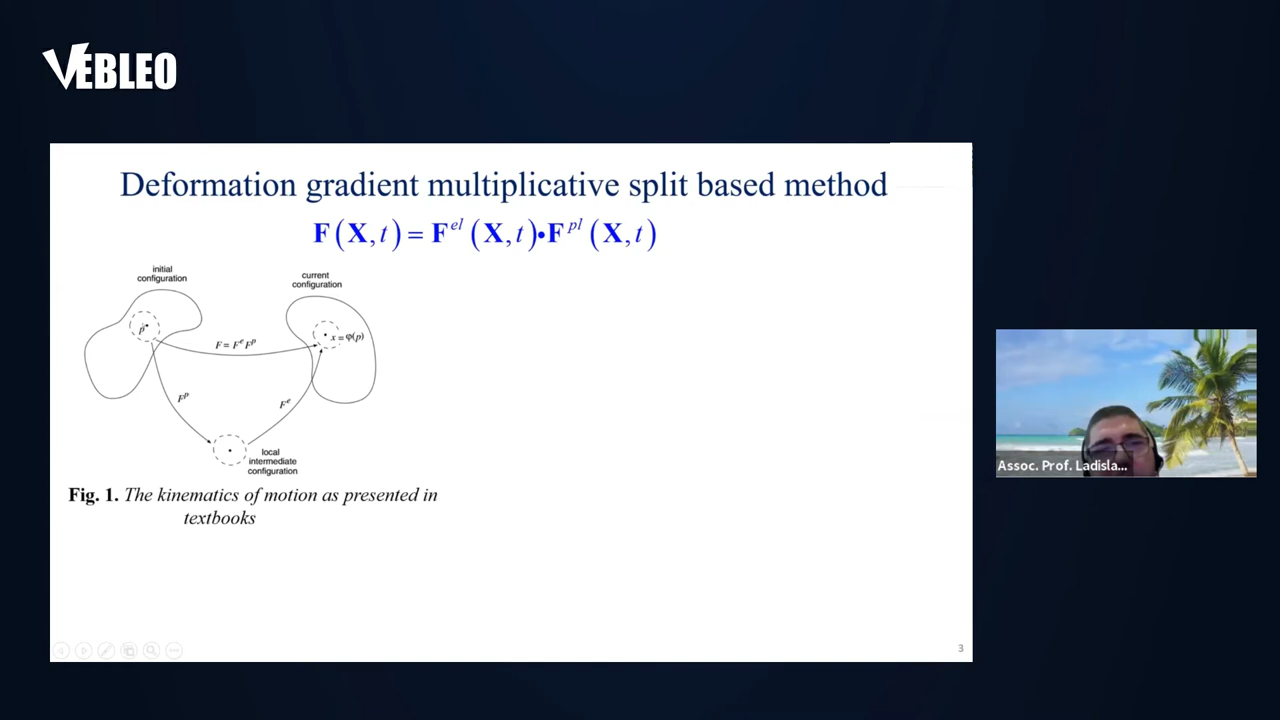 VEBLEO
Deformation gradient multiplicative split based method
F(X,t) = F^el (X,t)•F^pl (X,t)
initial
configuration
current
configuration
p
x = φ(p)
F = F^e F^p
F^p
F^e
local
intermediate
configuration
Fig. 1. The kinematics of motion as presented in
textbooks
3
Assoc. Prof. Ladisla...